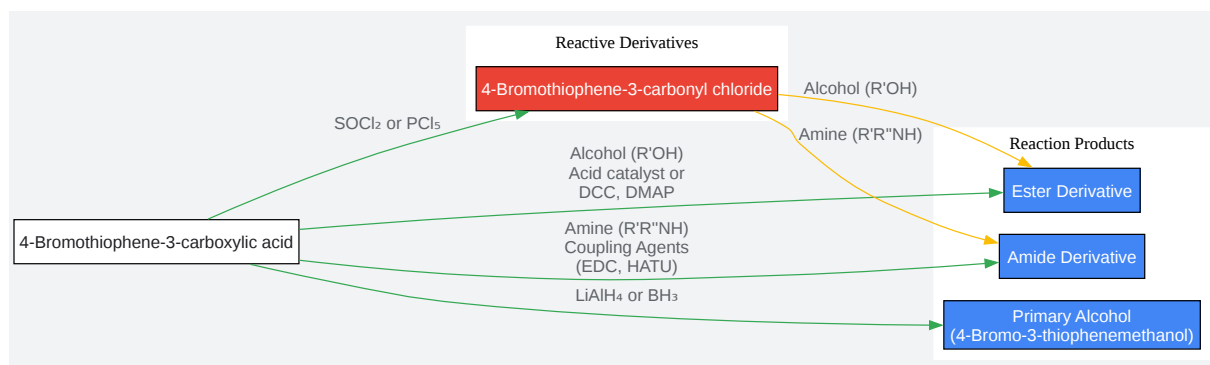 Reactive Derivatives
4-Bromothiophene-3-carbonyl chloride
Alcohol (R'OH)
SOCl₂ or PCl₅
Amine (R'R"NH)
Reaction Products
Alcohol (R'OH)
Acid catalyst or
DCC, DMAP
Ester Derivative
4-Bromothiophene-3-carboxylic acid
Amine (R'R"NH)
Coupling Agents
(EDC, HATU)
Amide Derivative
LiAlH₄ or BH₃
Primary Alcohol
(4-Bromo-3-thiophenemethanol)